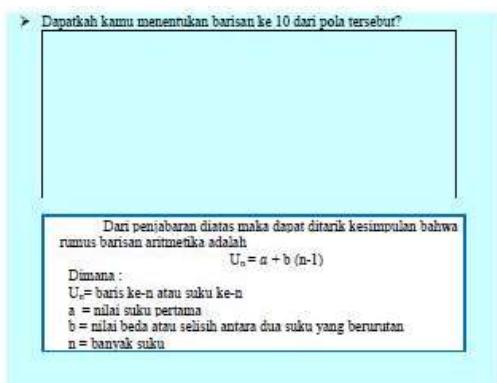 ➤ Dapatkah kamu menentukan barisan ke 10 dari pola tersebut?
Dari penjabaran diatas maka dapat ditarik kesimpulan bahwa
rumus barisan aritmetika adalah
Uₙ = a + b (n-1)
Dimana :
Uₙ= baris ke-n atau suku ke-n
a = nilai suku pertama
b = nilai beda atau selisih antara dua suku yang berurutan
n = banyak suku